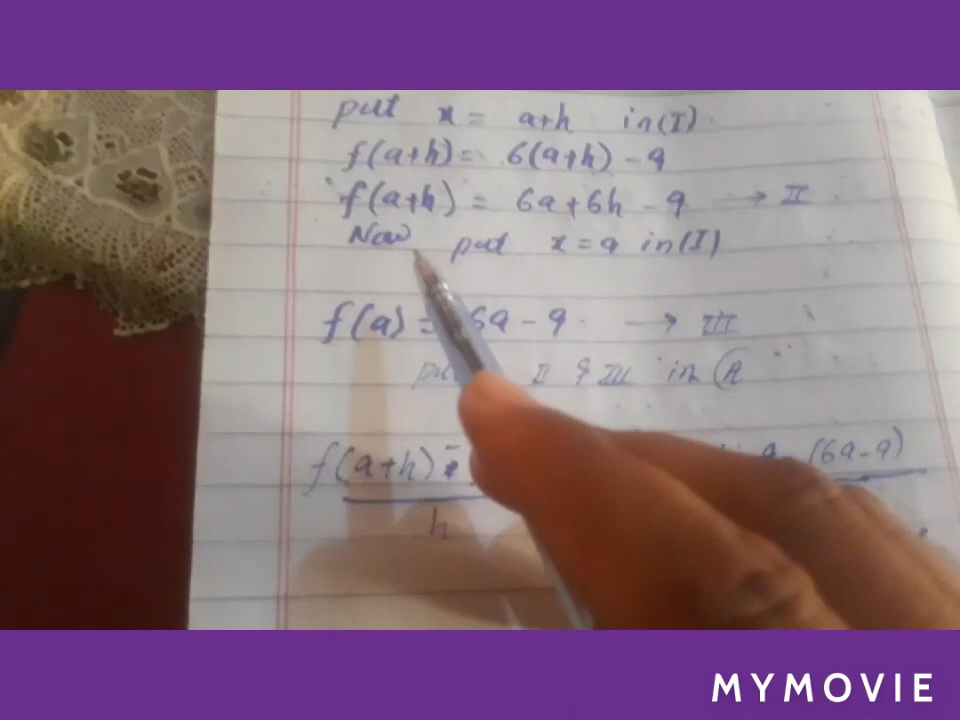 put x = a+h in(I).
f(a+h) = 6(a+h) - 9
f(a+h) = 6a+6h - 9 → II
Now put x = a in(I)
f(a) = 6a - 9. → III
II & III in (A
f(a+h) - (6a-9)
h
MYMOVIE